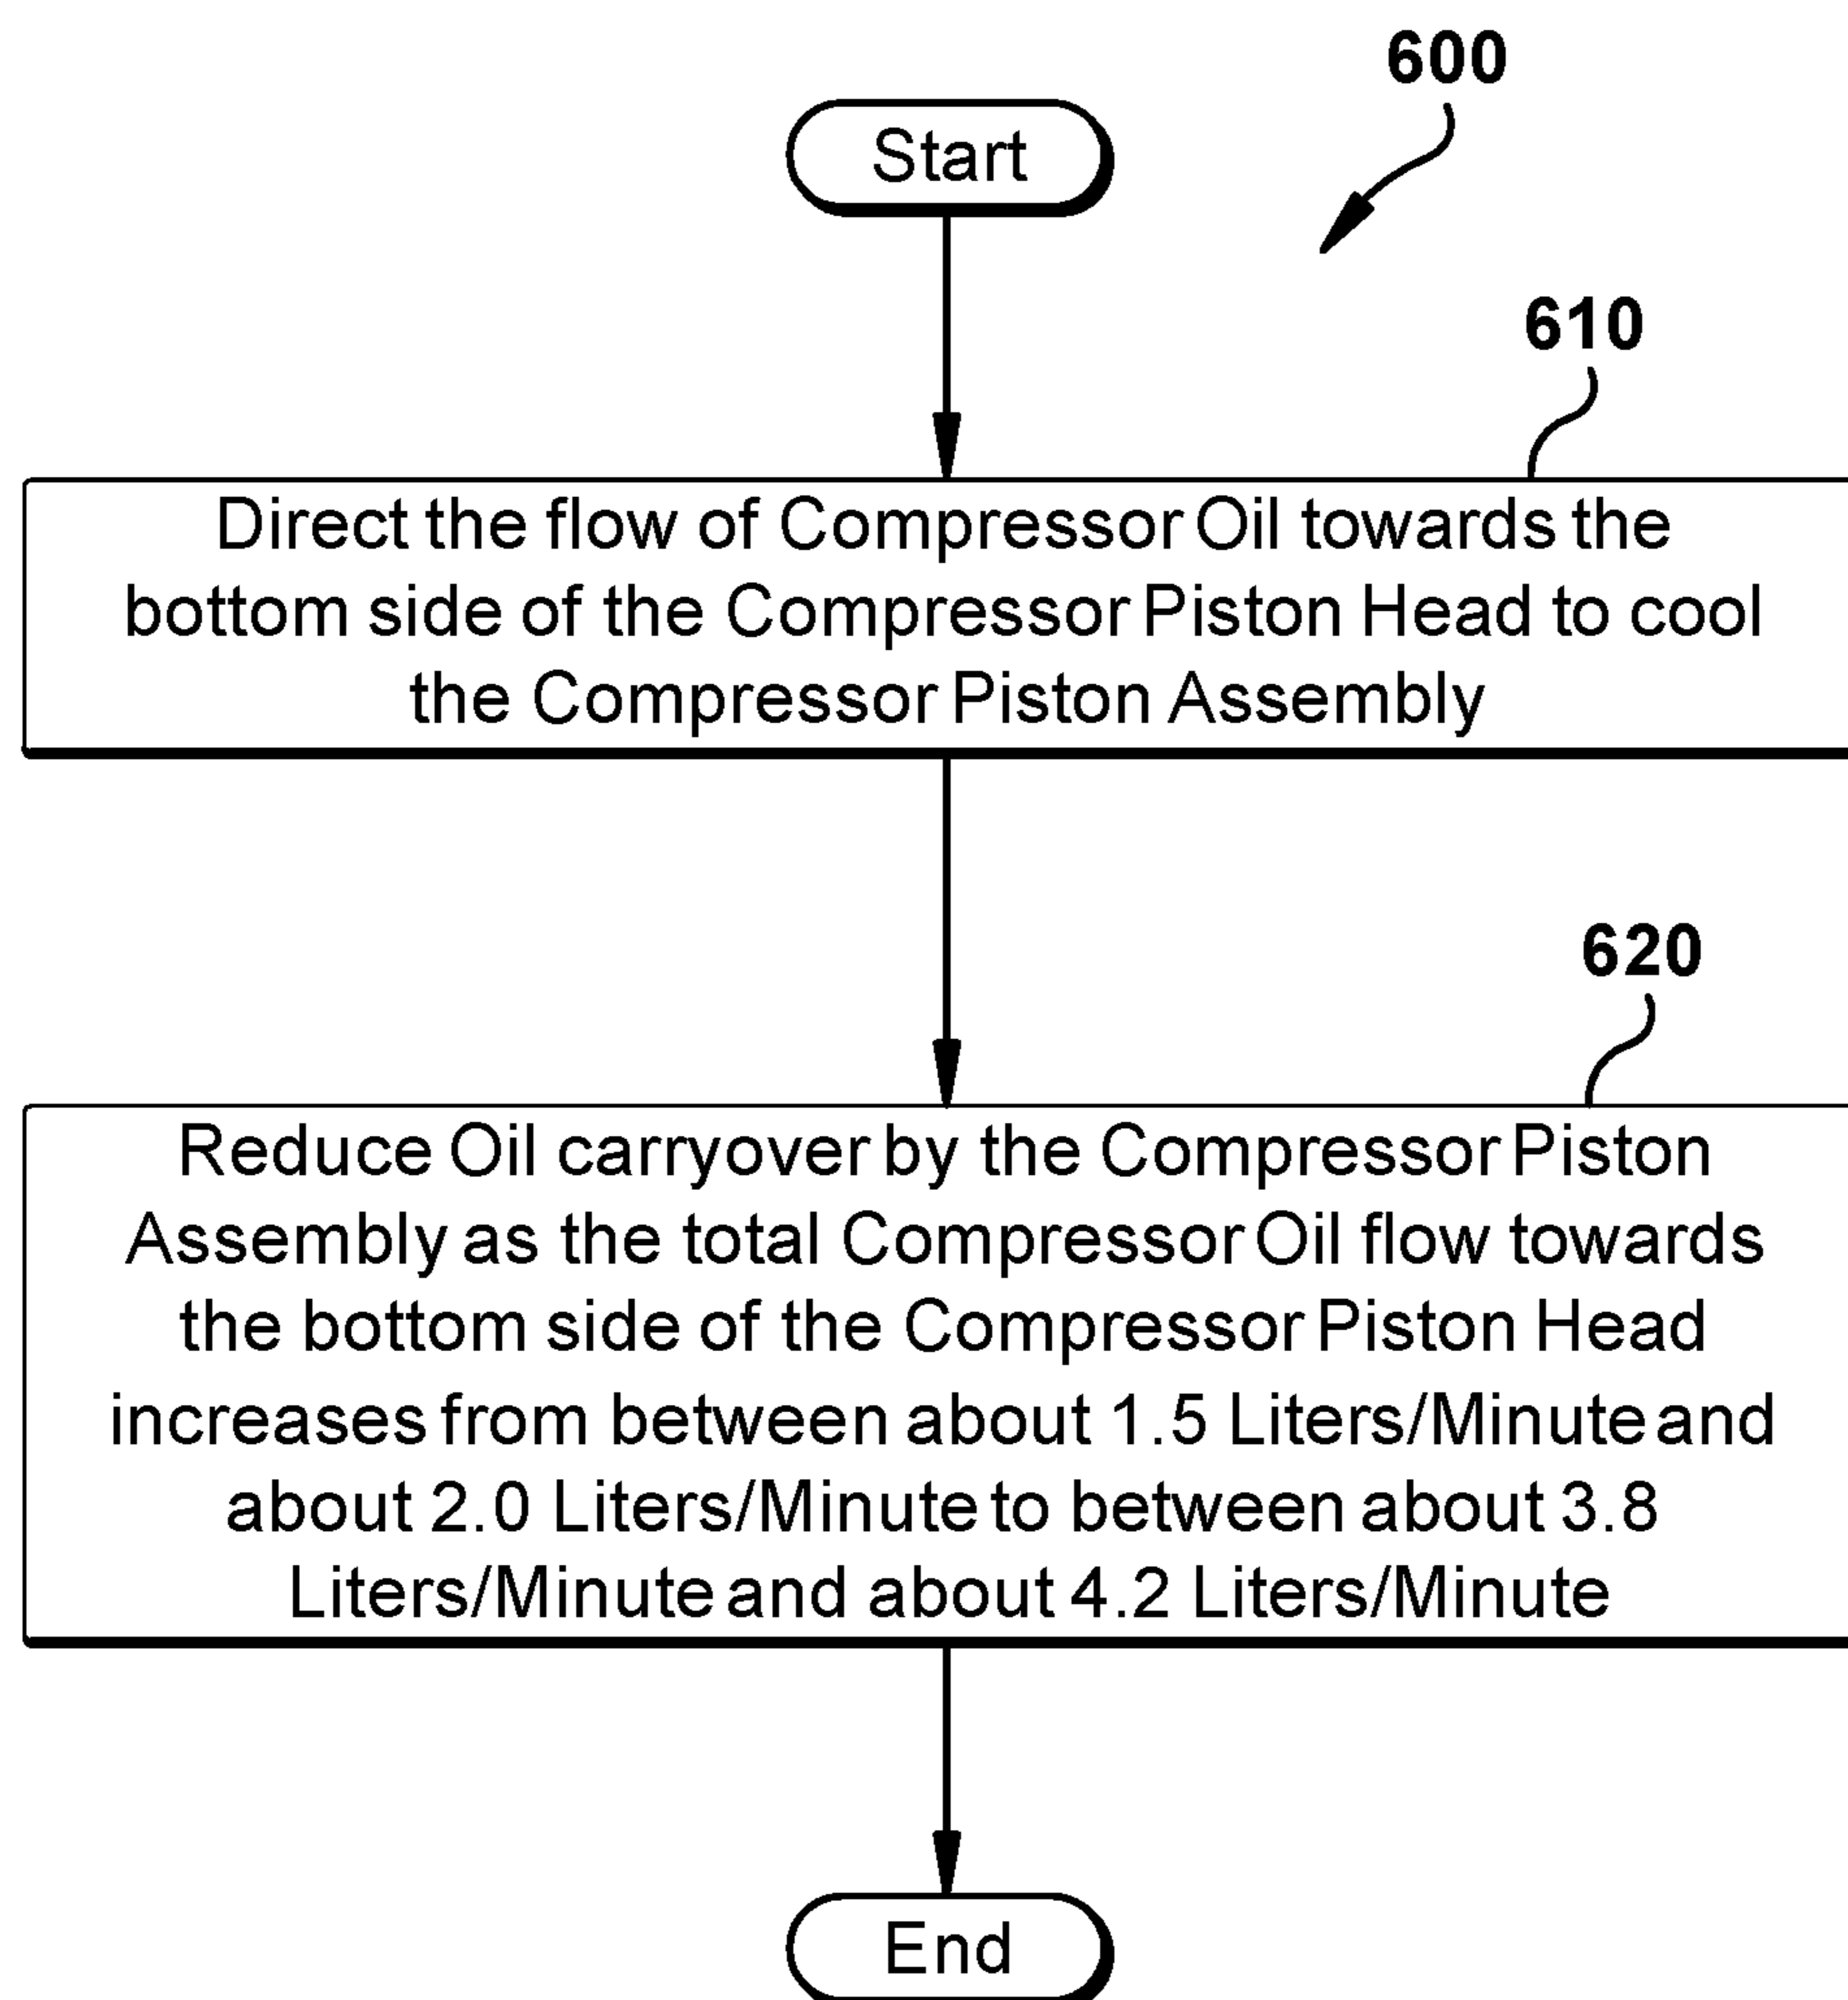 600
Start
610
Direct the flow of Compressor Oil towards the
bottom side of the Compressor Piston Head to cool
the Compressor Piston Assembly
620
Reduce Oil carryover by the Compressor Piston
Assembly as the total Compressor Oil flow towards
the bottom side of the Compressor Piston Head
increases from between about 1.5 Liters/Minute and
about 2.0 Liters/Minute to between about 3.8
Liters/Minute and about 4.2 Liters/Minute
End